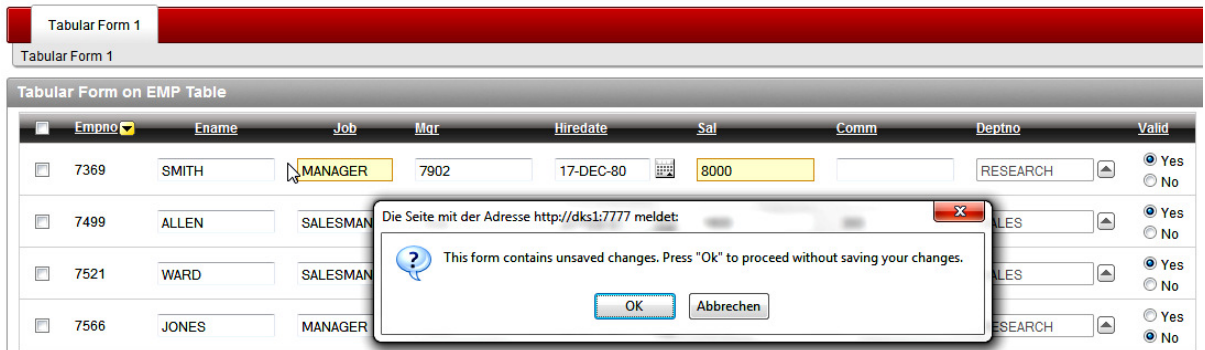 Tabular Form 1
Tabular Form 1
Tabular Form on EMP Table
Empno Ename Job Mgr Hiredate Sal Comm Deptno Valid
7369 SMITH MANAGER 7902 17-DEC-80 8000 RESEARCH Yes
No
7499 ALLEN SALESMAN Yes
No
Die Seite mit der Adresse http://dks1:7777 meldet:
This form contains unsaved changes. Press "Ok" to proceed without saving your changes.
OK Abbrechen
7521 WARD SALESMAN Yes
No
7566 JONES MANAGER Yes
No